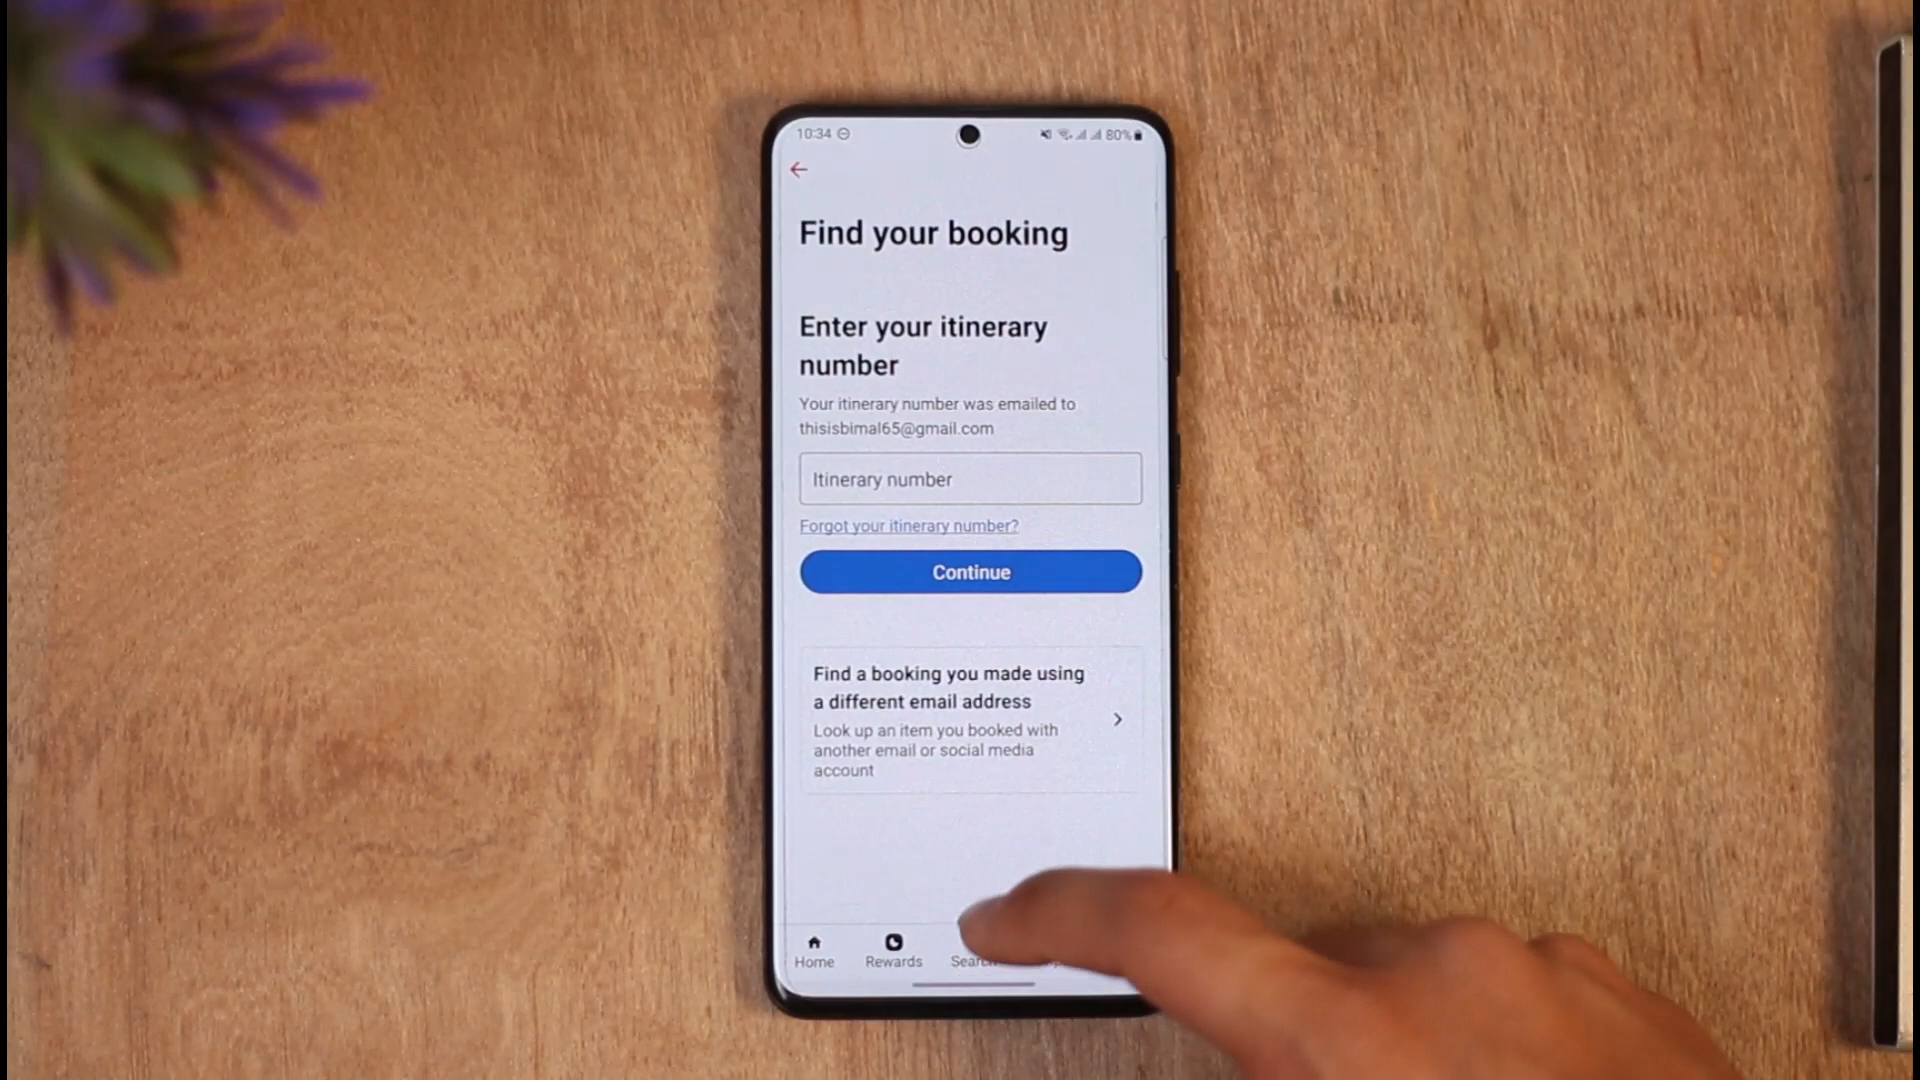 10:34
80%
Find your booking
Enter your itinerary
number
Your itinerary number was emailed to
thisisbimal65@gmail.com
Itinerary number
Forgot your itinerary number?
Continue
Find a booking you made using
a different email address
Look up an item you booked with
another email or social media
account
Home
Rewards
Search